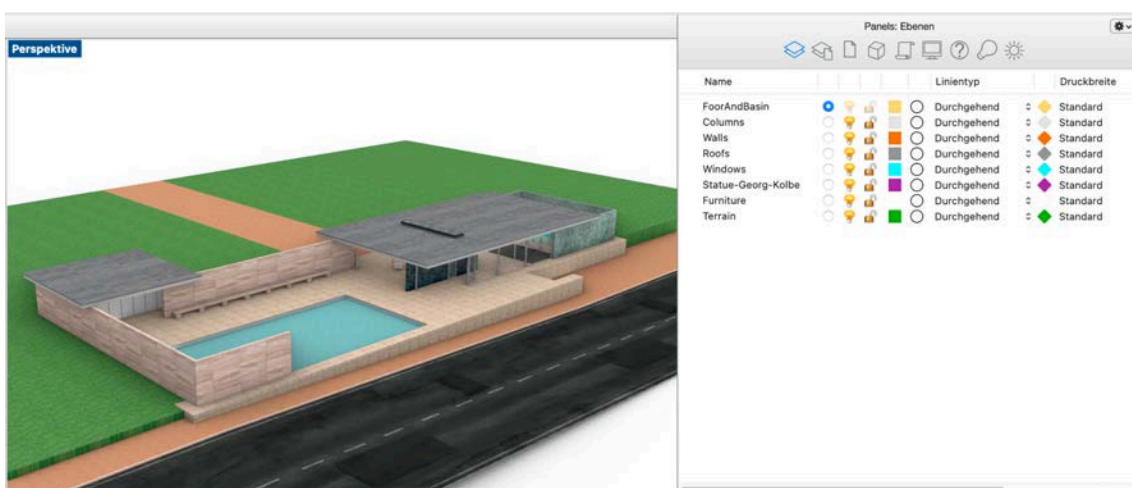 Panels: Ebenen
Perspektive
Name Linientyp Druckbreite
FoorAndBasin Durchgehend Standard
Columns Durchgehend Standard
Walls Durchgehend Standard
Roofs Durchgehend Standard
Windows Durchgehend Standard
Statue-Georg-Kolbe Durchgehend Standard
Furniture Durchgehend Standard
Terrain Durchgehend Standard